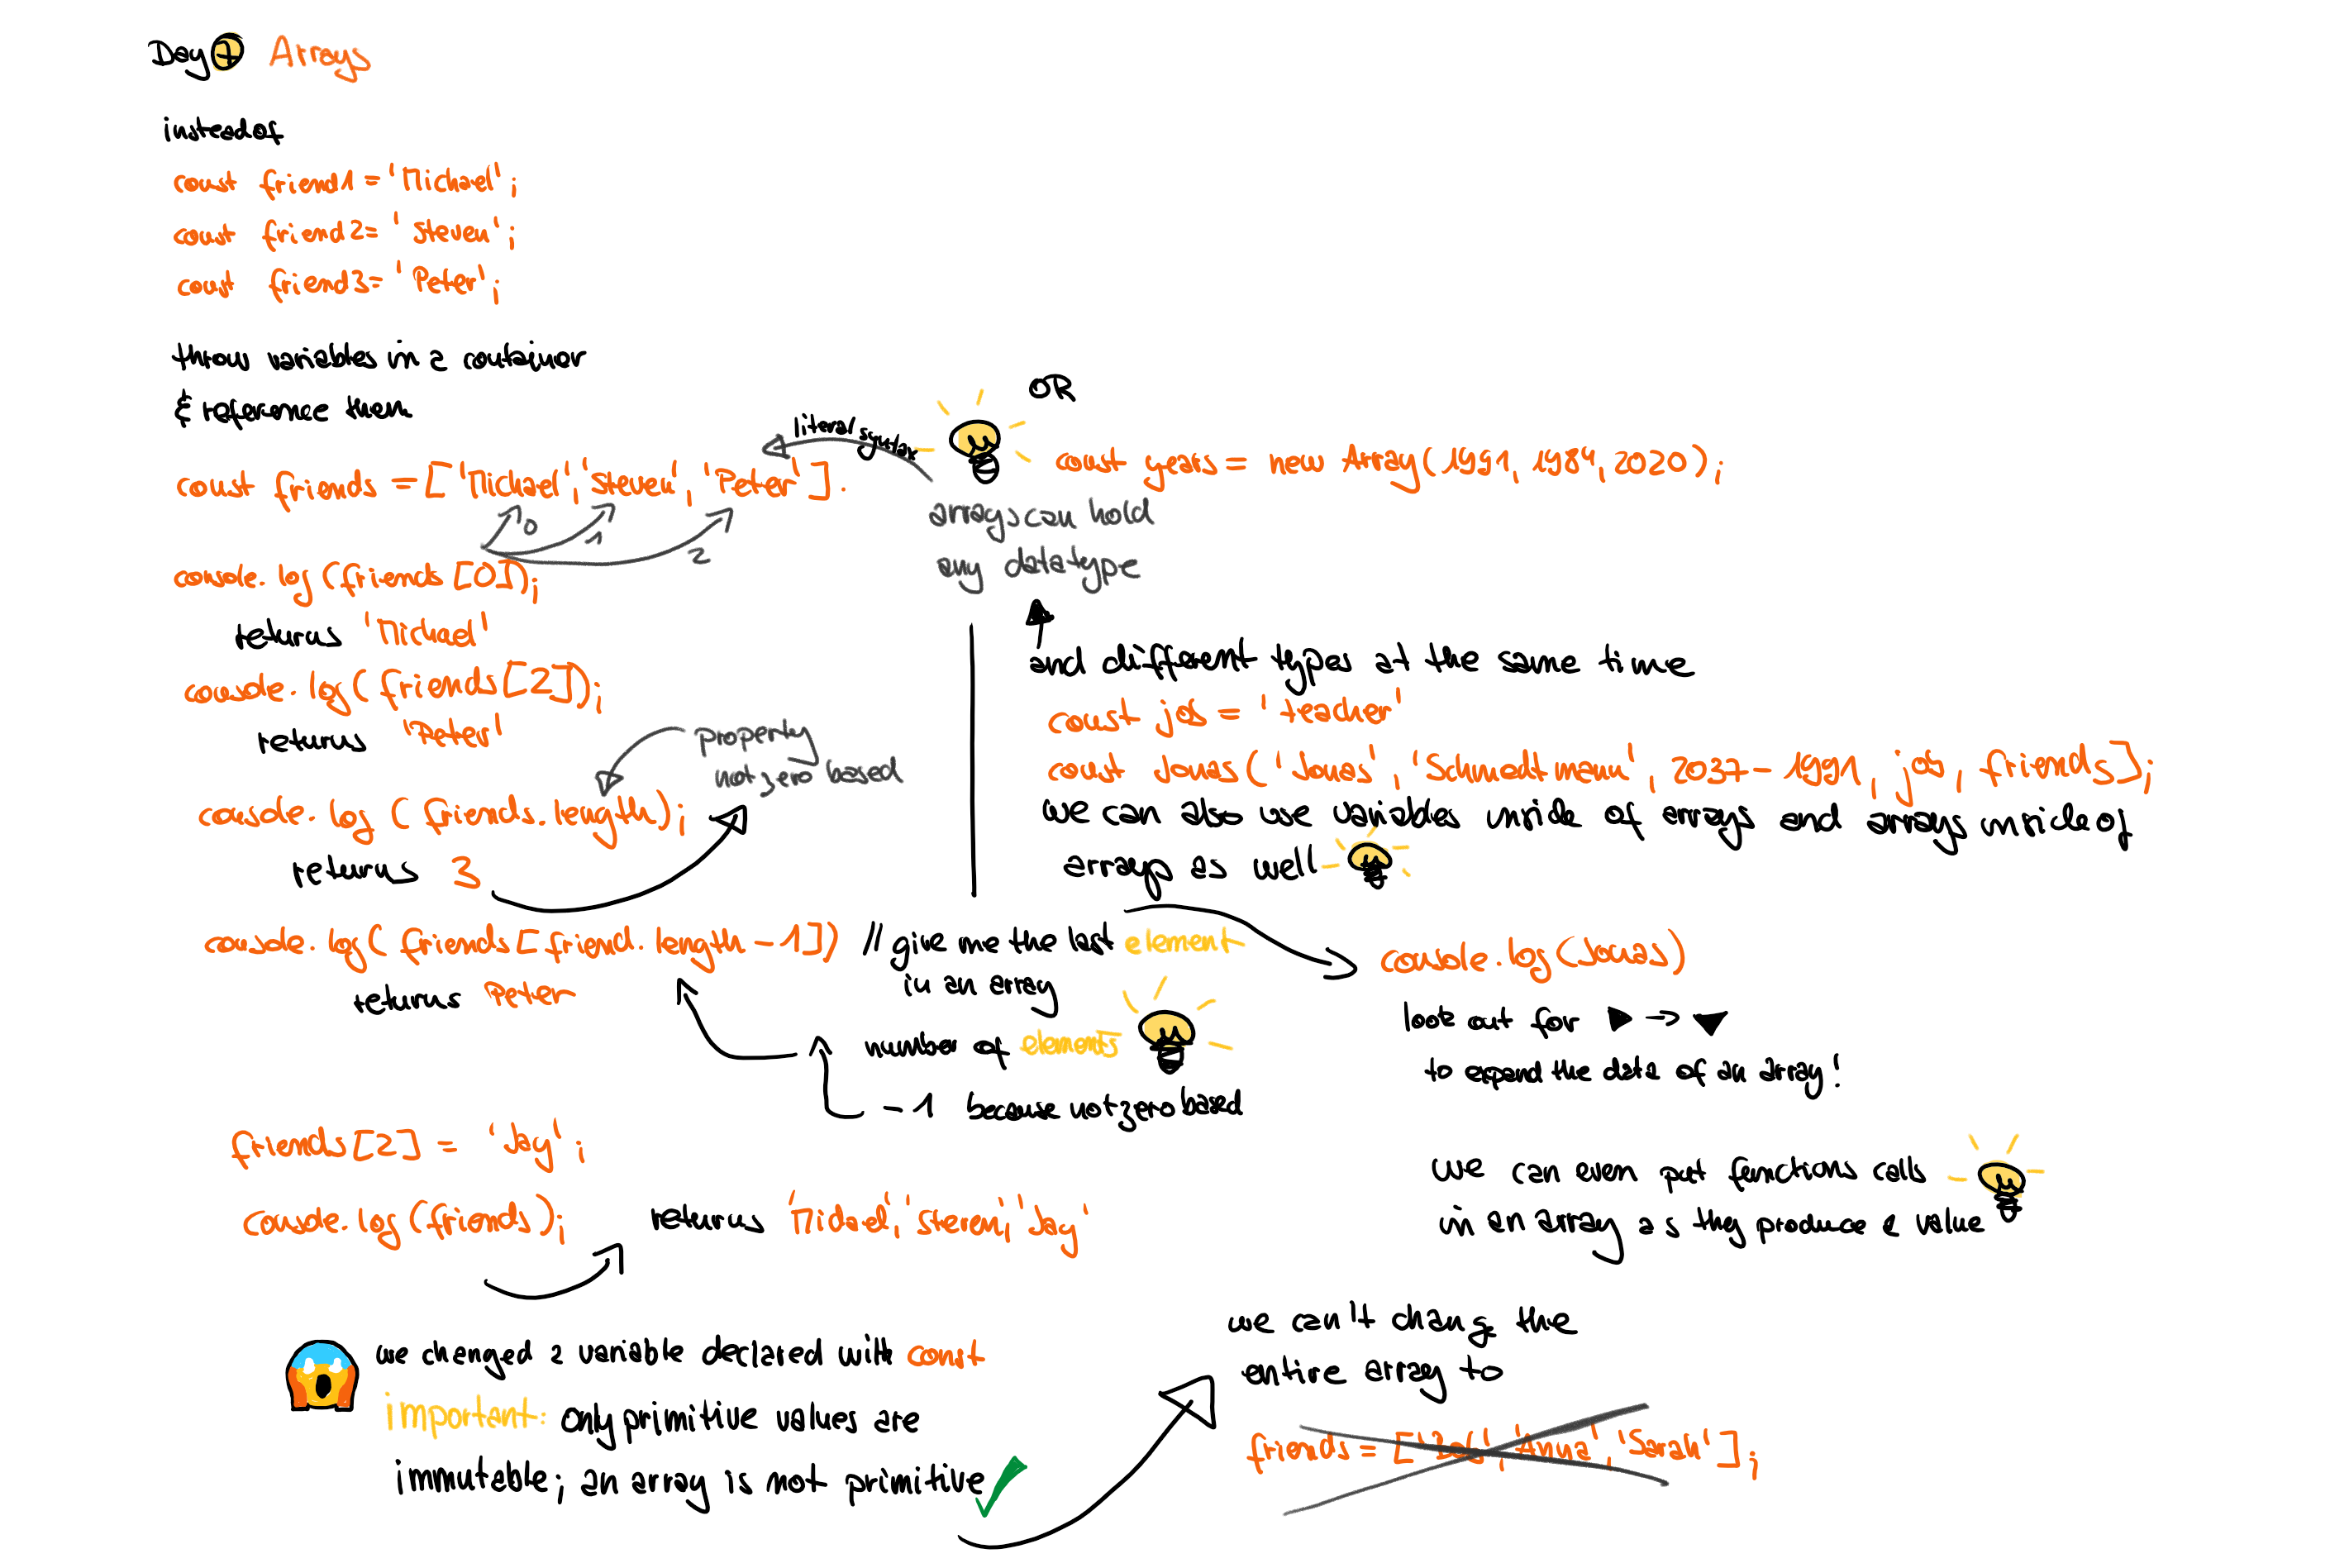 Day 7 Arrays
instead of
const friend1 = 'Michael';
const friend2 = 'Steven';
const friend3 = 'Peter';
throw variables in a container
& reference them
const friends = ['Michael', 'Steven', 'Peter'].
0 1 2
literal syntax
console.log(friends[0];
returns 'Michael'
console.log(friends[2]);
returns 'Peter'
property
not zero based
console.log(friends.length);
returns 3
console.log(friends[friend.length-1]) // give me the last element
in an array
returns Peter
number of elements
-1 because not zero based
friends[2] = 'Jay';
console.log(friends); returns 'Michael', 'Steven', 'Jay'
we changed a variable declared with const
important: only primitive values are
immutable; an array is not primitive
OR
const years = new Array(1991, 1984, 2020);
arrays can hold
any datatype
and different types at the same time
const job = 'teacher'
const Jonas('Jonas', 'Schmedtmann', 2037-1991, job, friends];
we can also use variables inside of arrays and arrays inside of
arrays as well
console.log(Jonas)
look out for ▶ → ▼
to expand the data of an array!
we can even put functions calls
in an array as they produce a value
we can't change the
entire array to
friends = ['Bob', 'Anna', 'Sarah'];